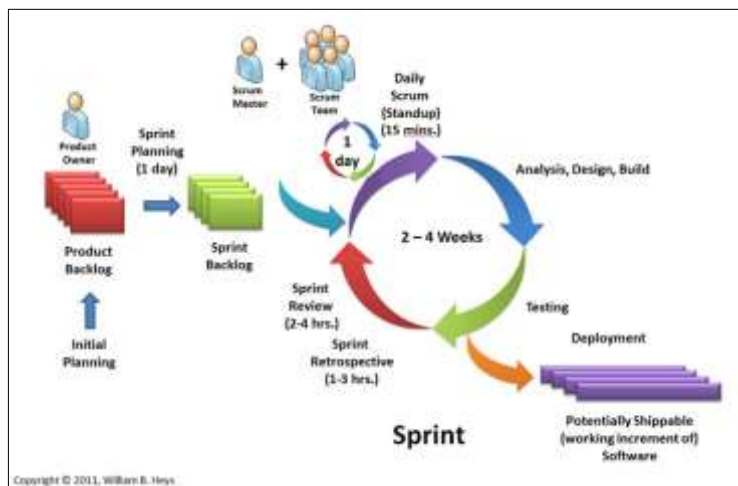 Scrum
Master
+
Scrum
Team
Daily
Scrum
(Standup)
(15 mins.)
Product
Owner
Sprint
Planning
(1 day)
1
day
Analysis, Design, Build
2 – 4 Weeks
Product
Backlog
Sprint
Backlog
Sprint
Review
(2-4 hrs.)
Testing
Initial
Planning
Sprint
Retrospective
(1-3 hrs.)
Deployment
Sprint
Potentially Shippable
(working increment of)
Software
Copyright © 2011, William B. Heys